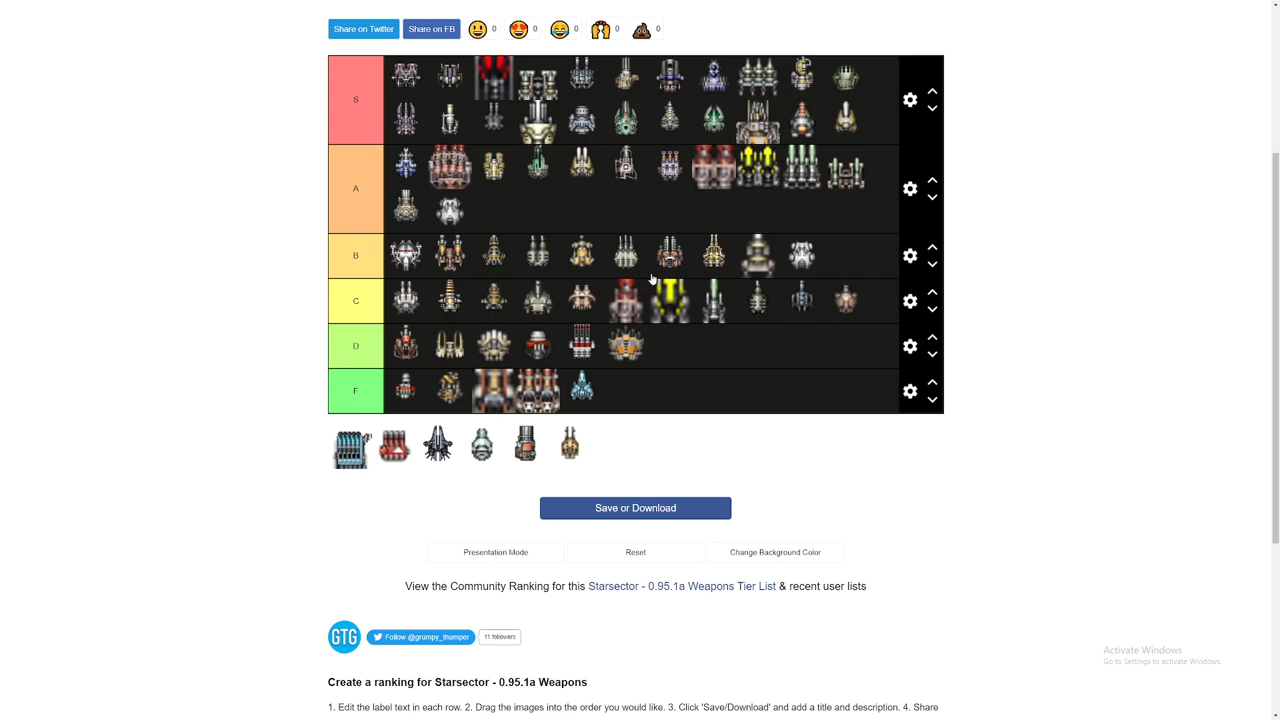 Share on Twitter
Share on FB
0
0
0
0
0
S
A
B
C
D
F
Save or Download
Presentation Mode
Reset
Change Background Color
View the Community Ranking for this Starsector - 0.95.1a Weapons Tier List & recent user lists
GTG
Follow @grumpy_thumper
11 followers
Activate Windows
Go to Settings to activate Windows.
Create a ranking for Starsector - 0.95.1a Weapons
1. Edit the label text in each row. 2. Drag the images into the order you would like. 3. Click 'Save/Download' and add a title and description. 4. Share